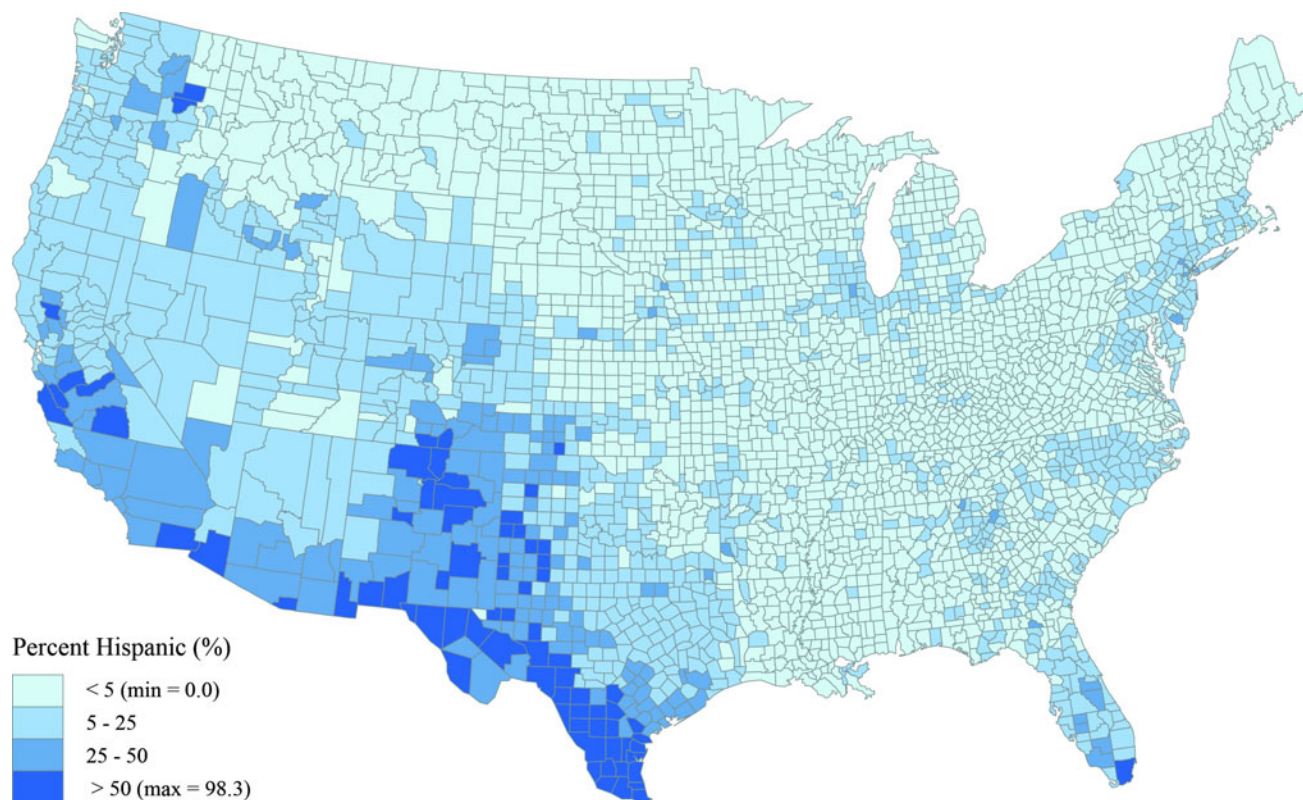 Percent Hispanic (%)
< 5 (min = 0.0)
5 - 25
25 - 50
> 50 (max = 98.3)